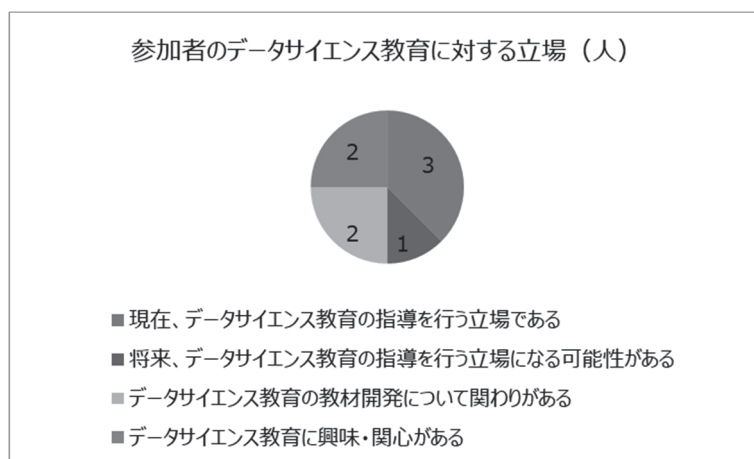 参加者のデータサイエンス教育に対する立場（人）
2
3
2
1
■現在、データサイエンス教育の指導を行う立場である
■将来、データサイエンス教育の指導を行う立場になる可能性がある
■データサイエンス教育の教材開発について関わりがある
■データサイエンス教育に興味・関心がある